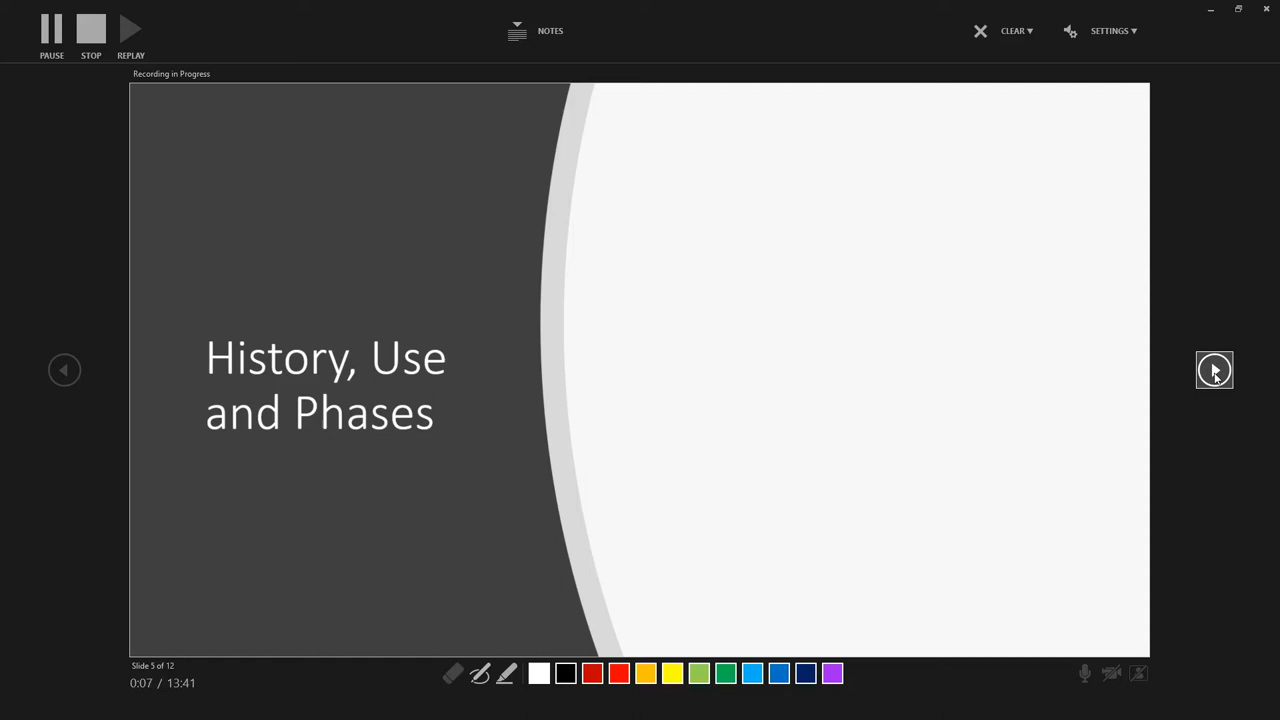 PAUSE
STOP
REPLAY
NOTES
CLEAR
SETTINGS
Recording in Progress
History, Use
and Phases
Slide 5 of 12
0:07 / 13:41